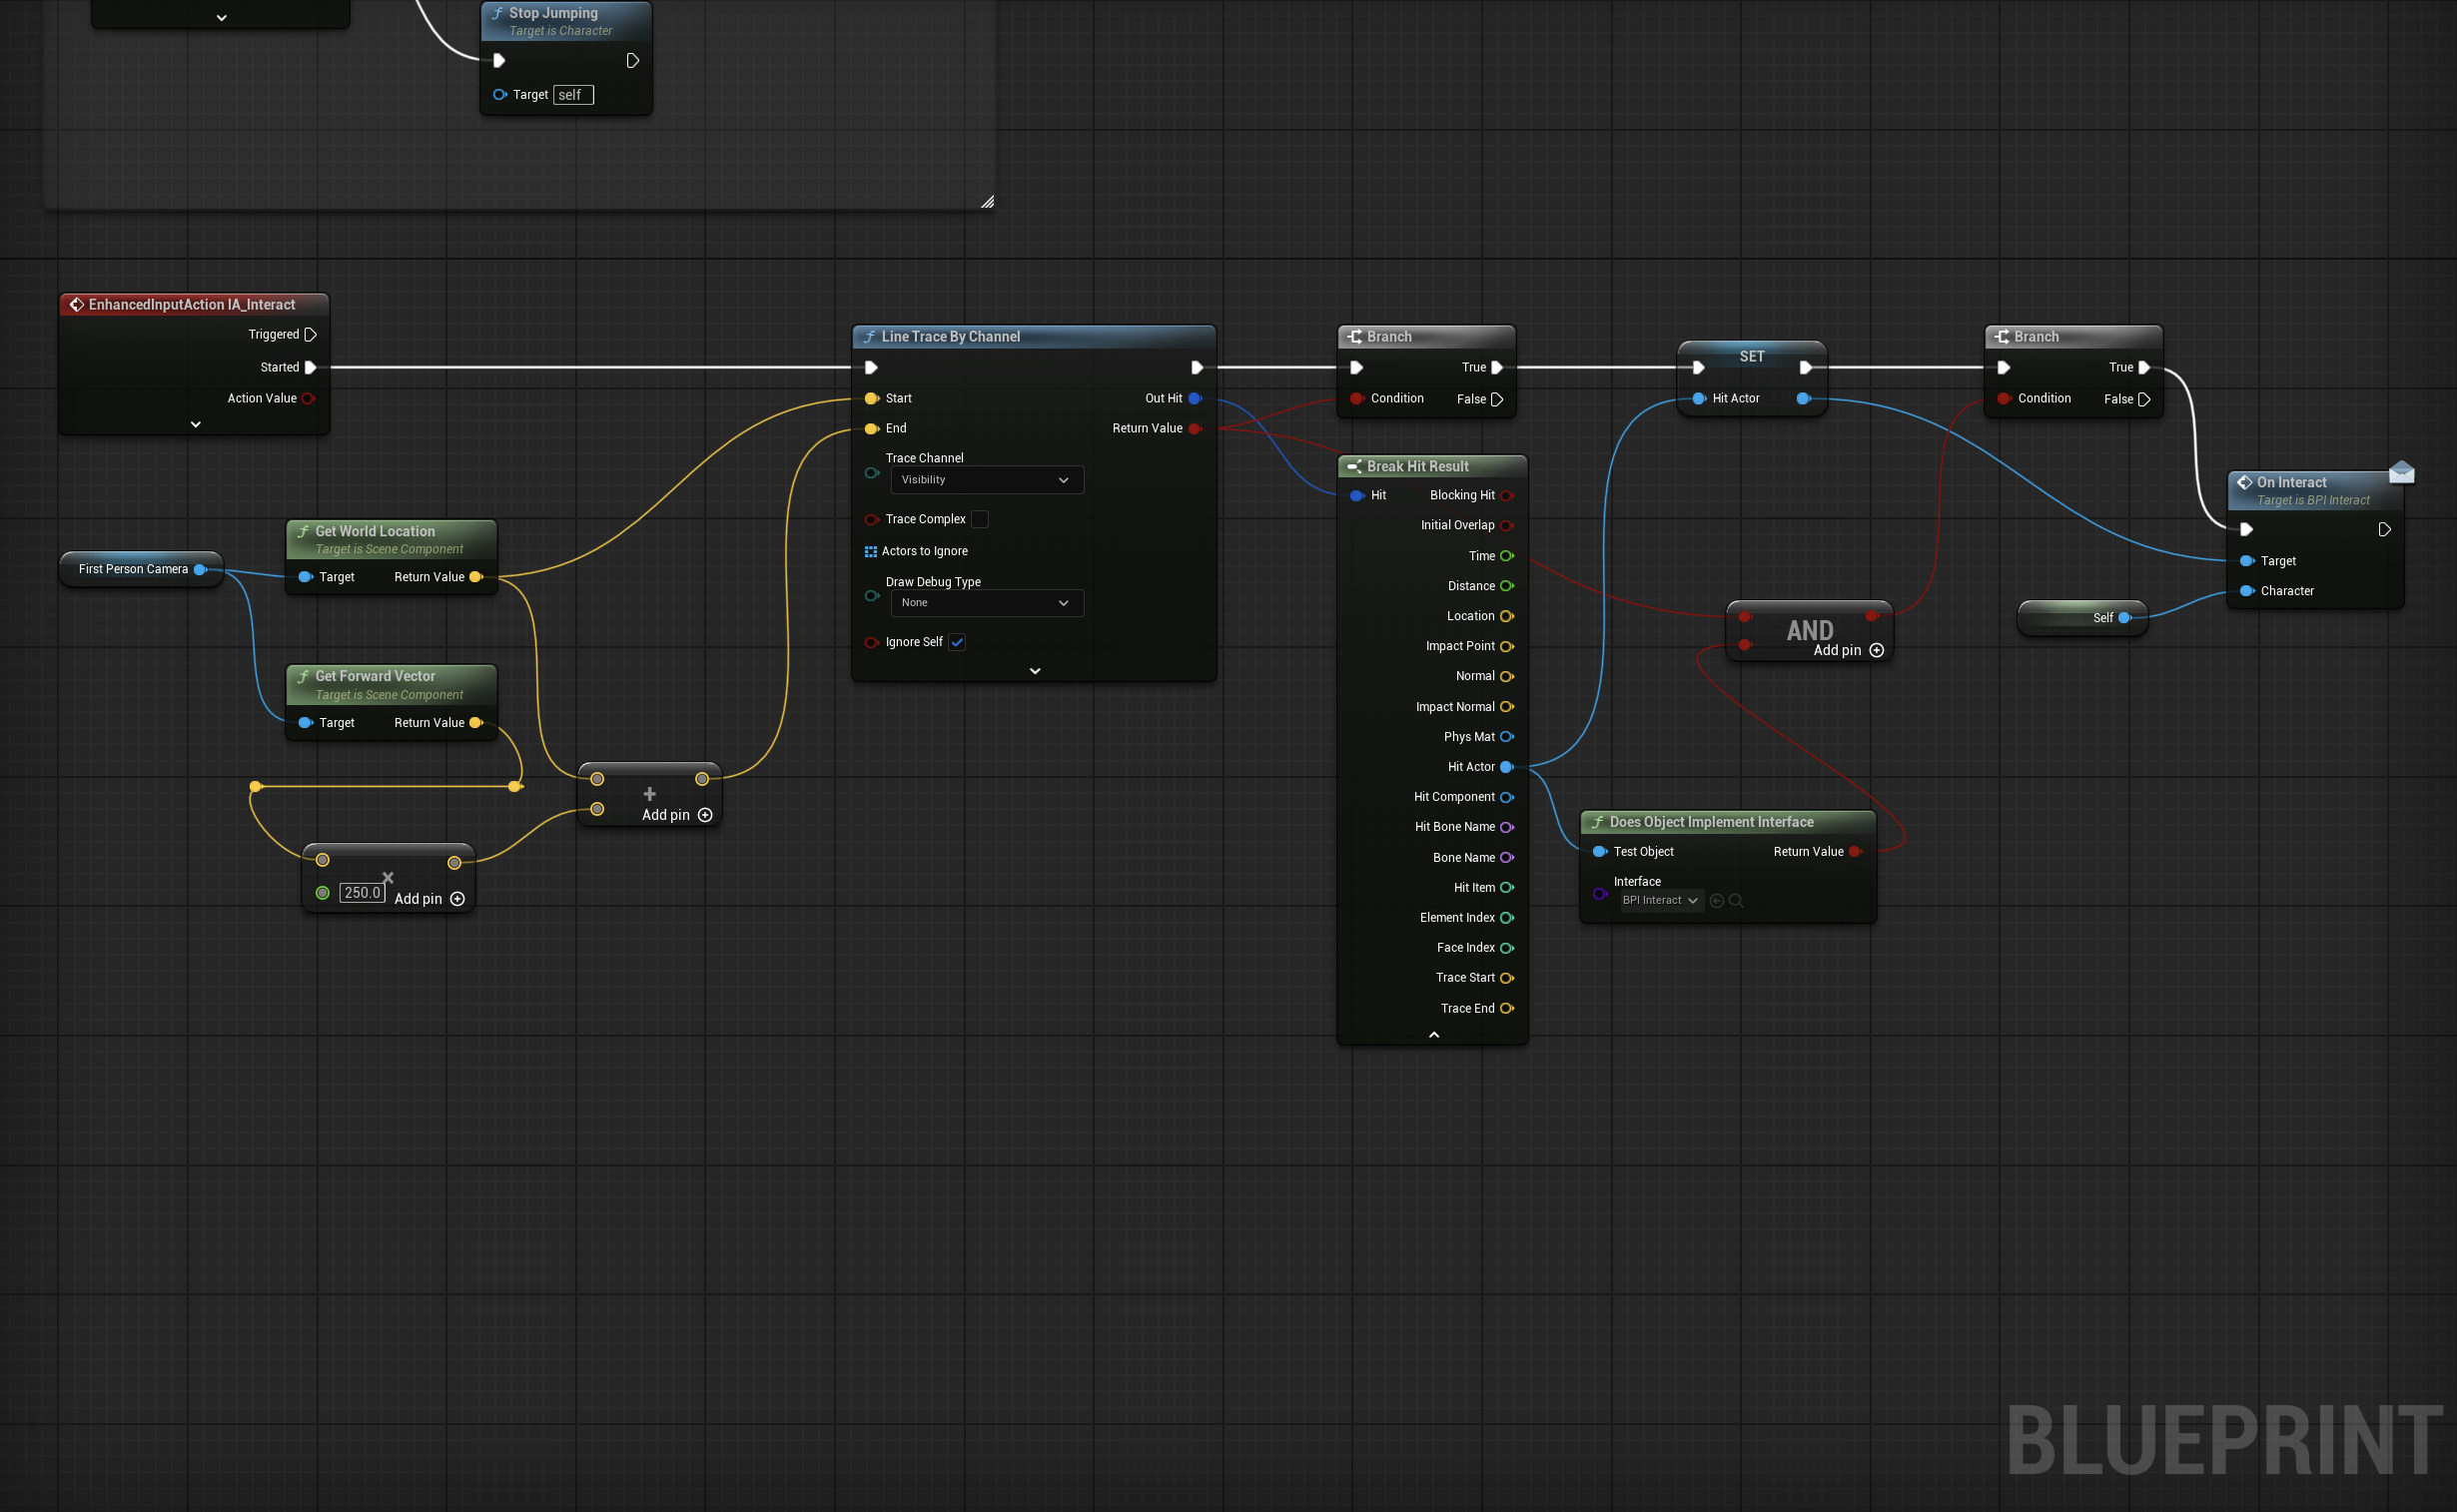 Stop Jumping
Target is Character
Target self
EnhancedInputAction IA_Interact
Triggered
Started
Action Value
First Person Camera
Get World Location
Target is Scene Component
Target Return Value
Get Forward Vector
Target is Scene Component
Target Return Value
250.0 × Add pin
+
Add pin
Line Trace By Channel
Start Out Hit
End Return Value
Trace Channel
Visibility
Trace Complex
Actors to Ignore
Draw Debug Type
None
Ignore Self
Branch
True
Condition False
Break Hit Result
Hit Blocking Hit
Initial Overlap
Time
Distance
Location
Impact Point
Normal
Impact Normal
Phys Mat
Hit Actor
Hit Component
Hit Bone Name
Bone Name
Hit Item
Element Index
Face Index
Trace Start
Trace End
SET
Hit Actor
Does Object Implement Interface
Test Object Return Value
Interface
BPI Interact
AND
Add pin
Branch
True
Condition False
Self
On Interact
Target is BPI Interact
Target
Character
BLUEPRINT